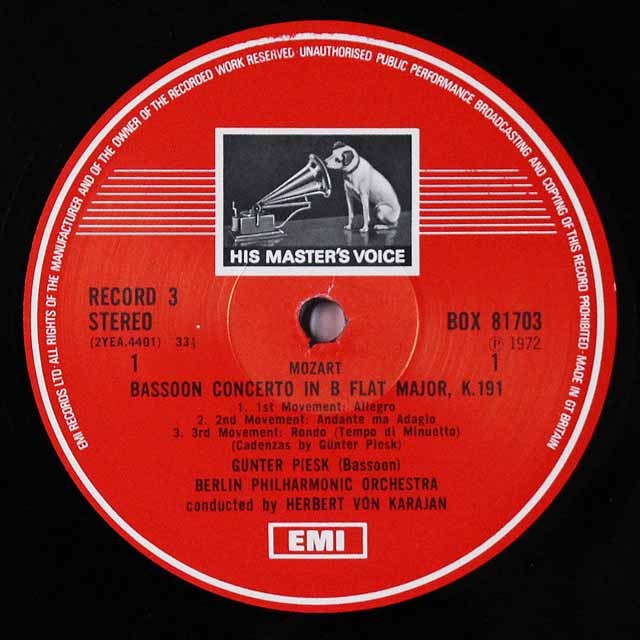 EMI RECORDS LTD · ALL RIGHTS OF THE MANUFACTURER AND OF THE OWNER OF THE RECORDED WORK RESERVED · UNAUTHORISED PUBLIC PERFORMANCE BROADCASTING AND COPYING OF THIS RECORD PROHIBITED · MADE IN GT BRITAIN
HIS MASTER'S VOICE
RECORD 3
STEREO
BOX 81703
(2YEA.4401) 33⅓
Ⓟ 1972
1
1
MOZART
BASSOON CONCERTO IN B FLAT MAJOR, K.191
1. 1st Movement: Allegro
2. 2nd Movement: Andante ma Adagio
3. 3rd Movement: Rondo (Tempo di Minuetto)
(Cadenzas by Günter Piesk)
GÜNTER PIESK (Bassoon)
BERLIN PHILHARMONIC ORCHESTRA
conducted by HERBERT VON KARAJAN
EMI